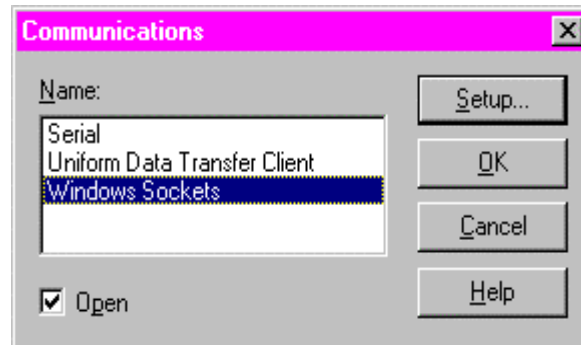 Communications
Name:
Serial
Uniform Data Transfer Client
Windows Sockets
Open
Setup...
OK
Cancel
Help